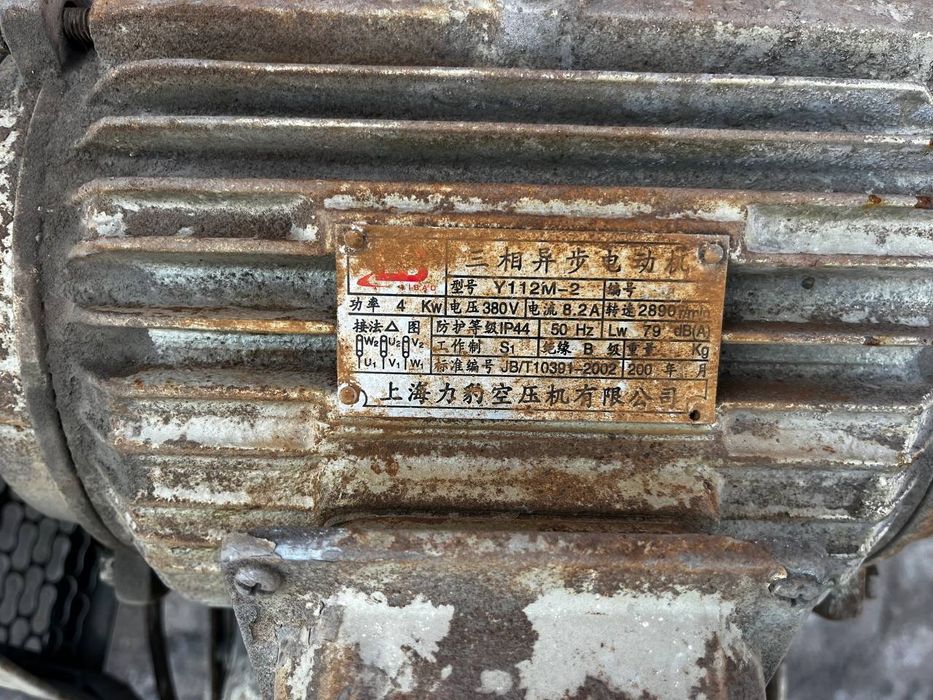 三相异步电动机
型号 Y112M-2 编号
功率 4 Kw 电压 380V 电流 8.2A 转速 2890 r/min
接法△图 防护等级IP44 50 Hz Lw 79 dB(A)
W2 U2 V2 工作制 S1 绝缘 B 级 重量 Kg
U1 V1 W1 标准编号 JB/T10391-2002 200 年 月
上海力豹空压机有限公司